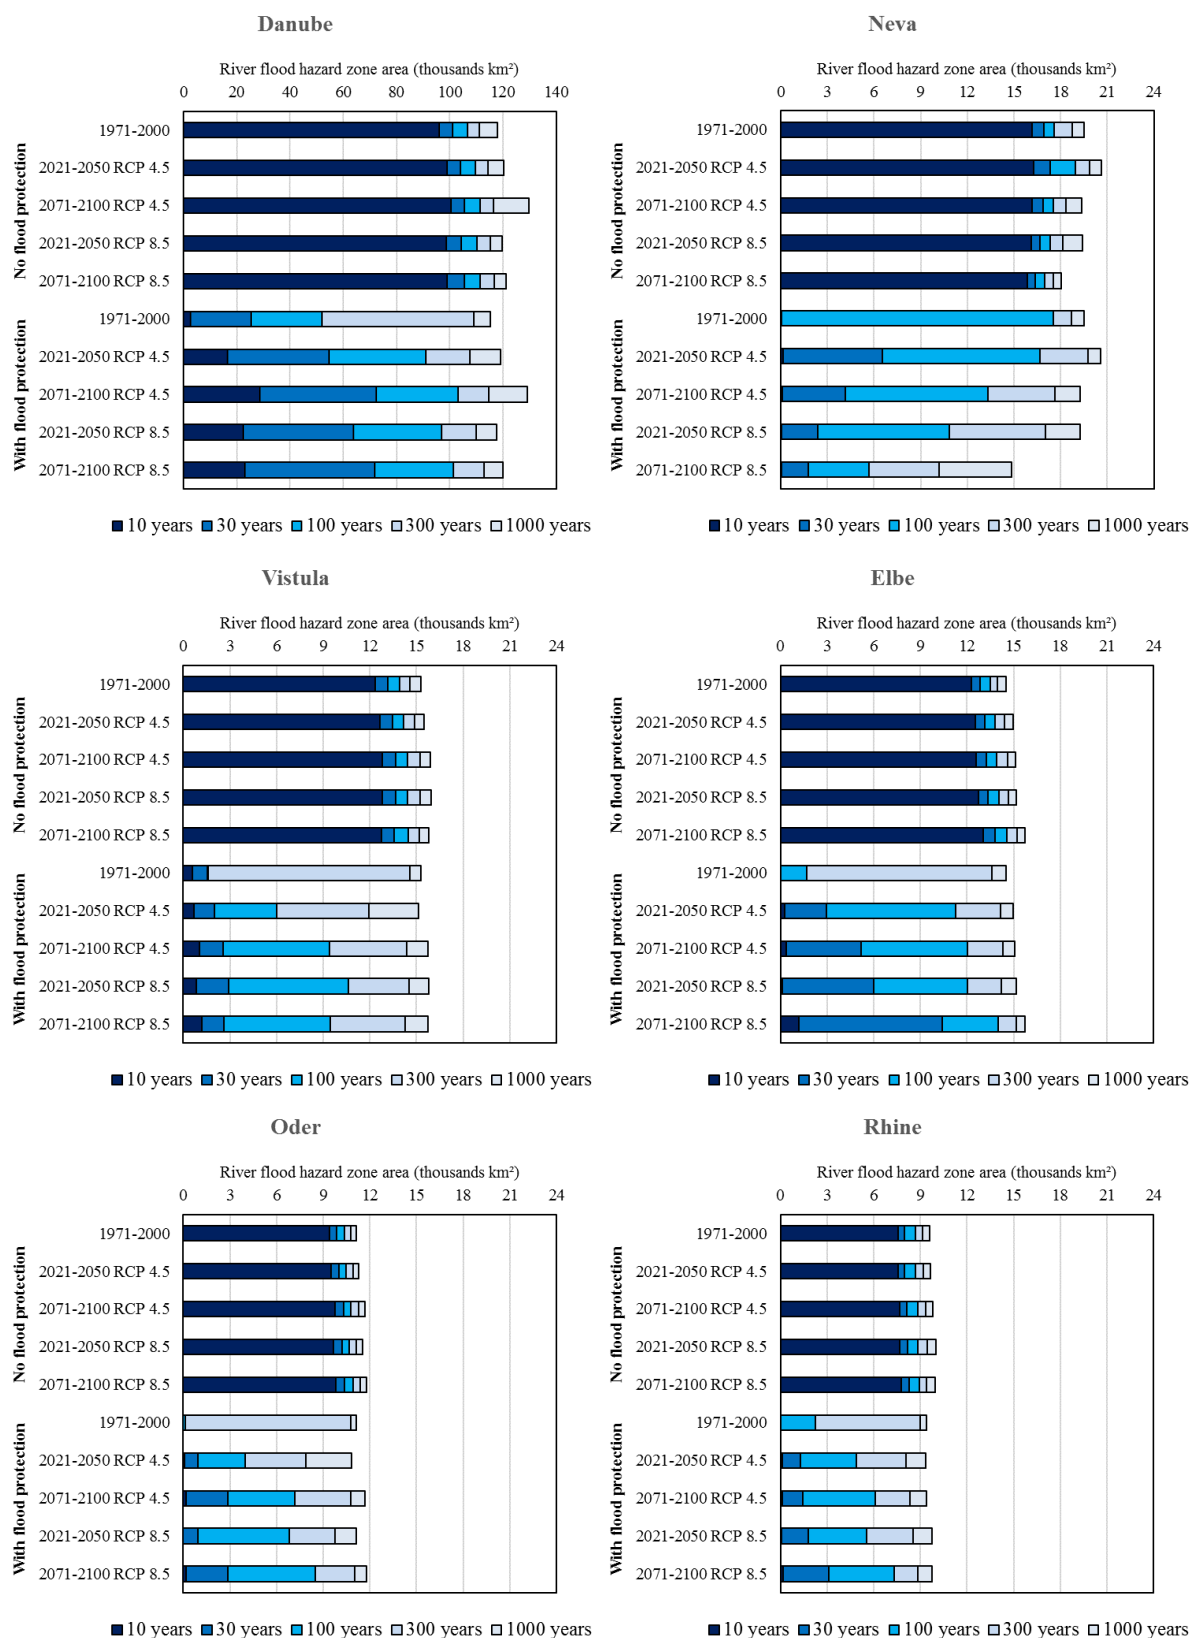 Danube
River flood hazard zone area (thousands km²)
0 20 40 60 80 100 120 140
No flood protection
1971-2000
2021-2050 RCP 4.5
2071-2100 RCP 4.5
2021-2050 RCP 8.5
2071-2100 RCP 8.5
With flood protection
1971-2000
2021-2050 RCP 4.5
2071-2100 RCP 4.5
2021-2050 RCP 8.5
2071-2100 RCP 8.5
10 years 30 years 100 years 300 years 1000 years
Neva
River flood hazard zone area (thousands km²)
0 3 6 9 12 15 18 21 24
No flood protection
1971-2000
2021-2050 RCP 4.5
2071-2100 RCP 4.5
2021-2050 RCP 8.5
2071-2100 RCP 8.5
With flood protection
1971-2000
2021-2050 RCP 4.5
2071-2100 RCP 4.5
2021-2050 RCP 8.5
2071-2100 RCP 8.5
10 years 30 years 100 years 300 years 1000 years
Vistula
River flood hazard zone area (thousands km²)
0 3 6 9 12 15 18 21 24
No flood protection
1971-2000
2021-2050 RCP 4.5
2071-2100 RCP 4.5
2021-2050 RCP 8.5
2071-2100 RCP 8.5
With flood protection
1971-2000
2021-2050 RCP 4.5
2071-2100 RCP 4.5
2021-2050 RCP 8.5
2071-2100 RCP 8.5
10 years 30 years 100 years 300 years 1000 years
Elbe
River flood hazard zone area (thousands km²)
0 3 6 9 12 15 18 21 24
No flood protection
1971-2000
2021-2050 RCP 4.5
2071-2100 RCP 4.5
2021-2050 RCP 8.5
2071-2100 RCP 8.5
With flood protection
1971-2000
2021-2050 RCP 4.5
2071-2100 RCP 4.5
2021-2050 RCP 8.5
2071-2100 RCP 8.5
10 years 30 years 100 years 300 years 1000 years
Oder
River flood hazard zone area (thousands km²)
0 3 6 9 12 15 18 21 24
No flood protection
1971-2000
2021-2050 RCP 4.5
2071-2100 RCP 4.5
2021-2050 RCP 8.5
2071-2100 RCP 8.5
With flood protection
1971-2000
2021-2050 RCP 4.5
2071-2100 RCP 4.5
2021-2050 RCP 8.5
2071-2100 RCP 8.5
10 years 30 years 100 years 300 years 1000 years
Rhine
River flood hazard zone area (thousands km²)
0 3 6 9 12 15 18 21 24
No flood protection
1971-2000
2021-2050 RCP 4.5
2071-2100 RCP 4.5
2021-2050 RCP 8.5
2071-2100 RCP 8.5
With flood protection
1971-2000
2021-2050 RCP 4.5
2071-2100 RCP 4.5
2021-2050 RCP 8.5
2071-2100 RCP 8.5
10 years 30 years 100 years 300 years 1000 years